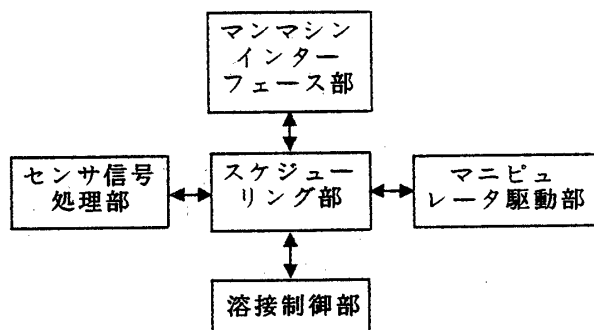 マンマシン
インター
フェース部
センサ信号
処理部
スケジュー
リング部
マニピュ
レータ駆動部
溶接制御部